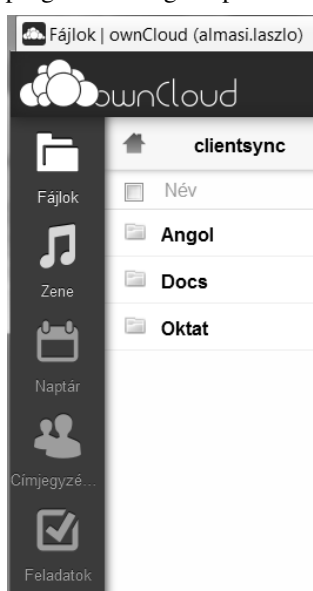 Fájlok | ownCloud (almasi.laszlo)
ownCloud
clientsync
Fájlok
Név
Angol
Zene
Docs
Oktat
Naptár
Címjegyzé...
Feladatok